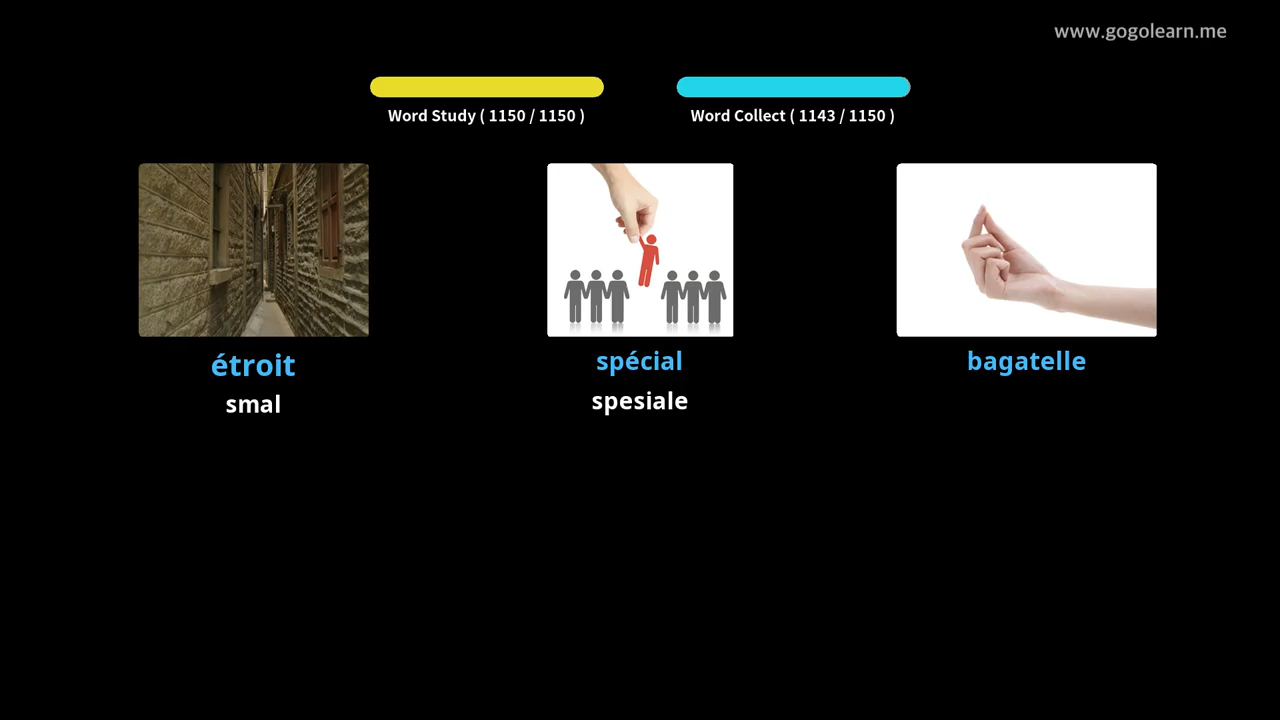 www.gogolearn.me
Word Study ( 1150 / 1150 )
Word Collect ( 1143 / 1150 )
étroit
smal
spécial
spesiale
bagatelle